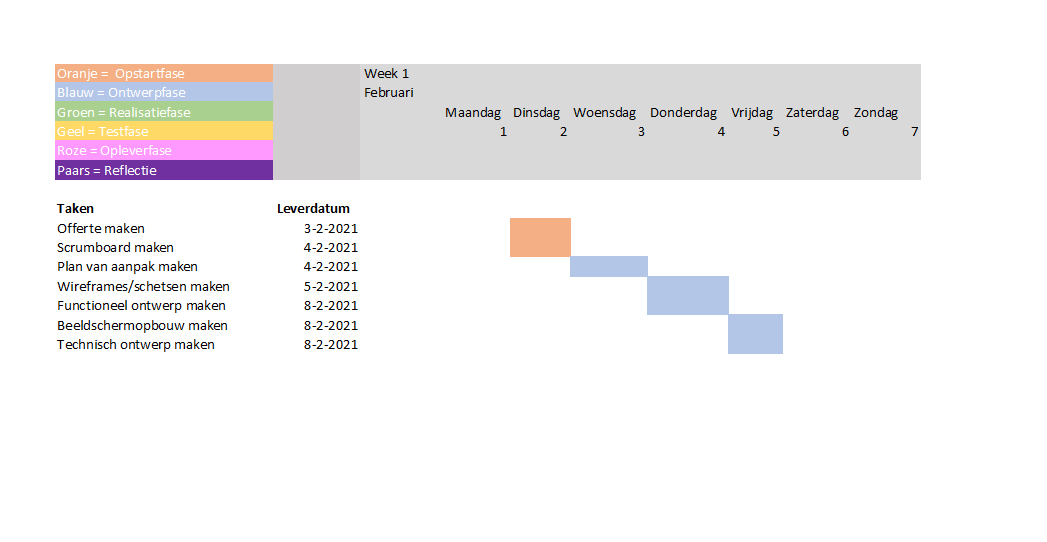 Oranje = Opstartfase
Week 1
Blauw = Ontwerpfase
Februari
Groen = Realisatiefase
Maandag Dinsdag Woensdag Donderdag Vrijdag Zaterdag Zondag
Geel = Testfase
1 2 3 4 5 6 7
Roze = Opleverfase
Paars = Reflectie
Taken Leverdatum
Offerte maken 3-2-2021
Scrumboard maken 4-2-2021
Plan van aanpak maken 4-2-2021
Wireframes/schetsen maken 5-2-2021
Functioneel ontwerp maken 8-2-2021
Beeldschermopbouw maken 8-2-2021
Technisch ontwerp maken 8-2-2021